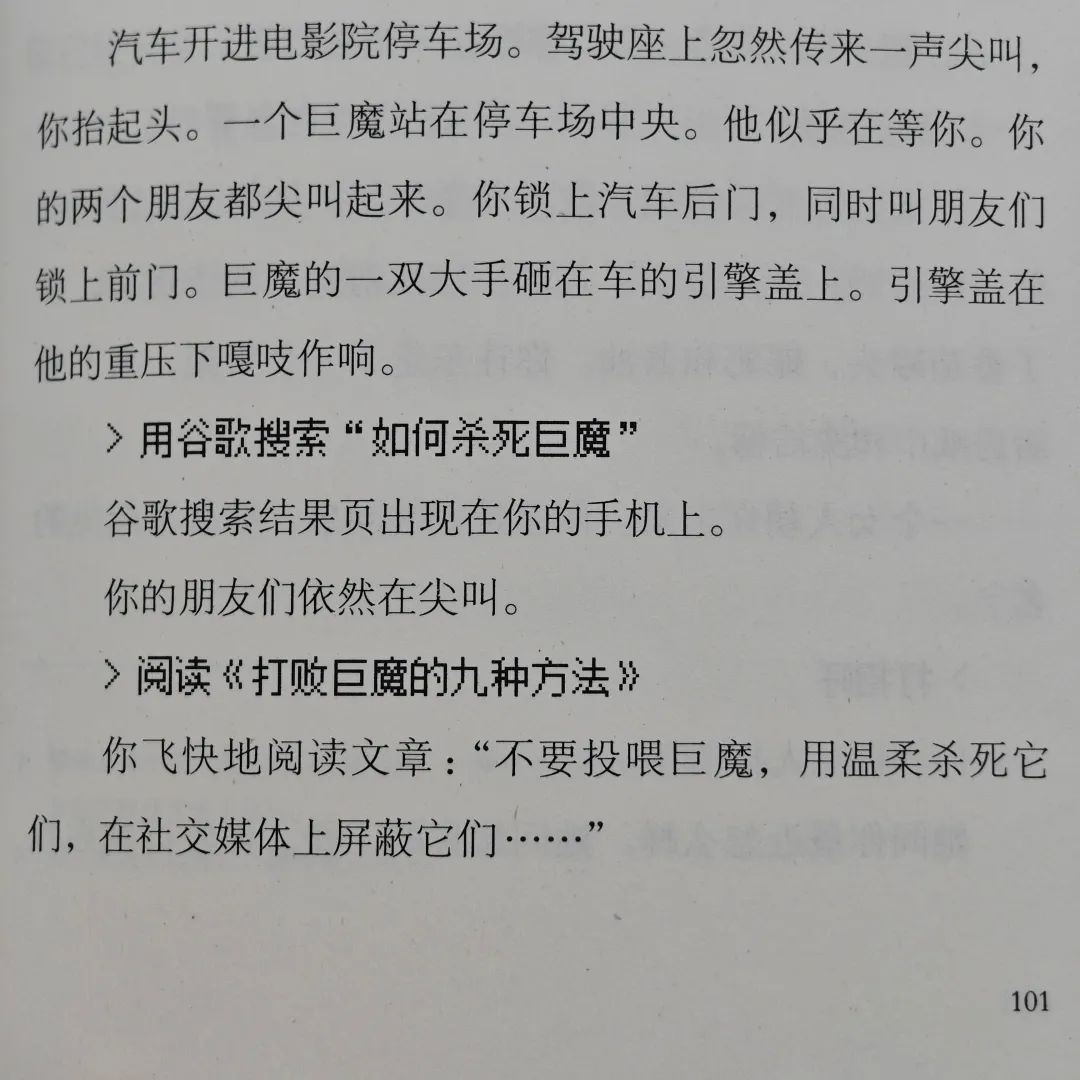 汽车开进电影院停车场。驾驶座上忽然传来一声尖叫，
你抬起头。一个巨魔站在停车场中央。他似乎在等你。你
的两个朋友都尖叫起来。你锁上汽车后门，同时叫朋友们
锁上前门。巨魔的一双大手砸在车的引擎盖上。引擎盖在
他的重压下嘎吱作响。
> 用谷歌搜索“如何杀死巨魔”
谷歌搜索结果页出现在你的手机上。
你的朋友们依然在尖叫。
> 阅读《打败巨魔的九种方法》
你飞快地阅读文章：“不要投喂巨魔，用温柔杀死它
们，在社交媒体上屏蔽它们……”
101